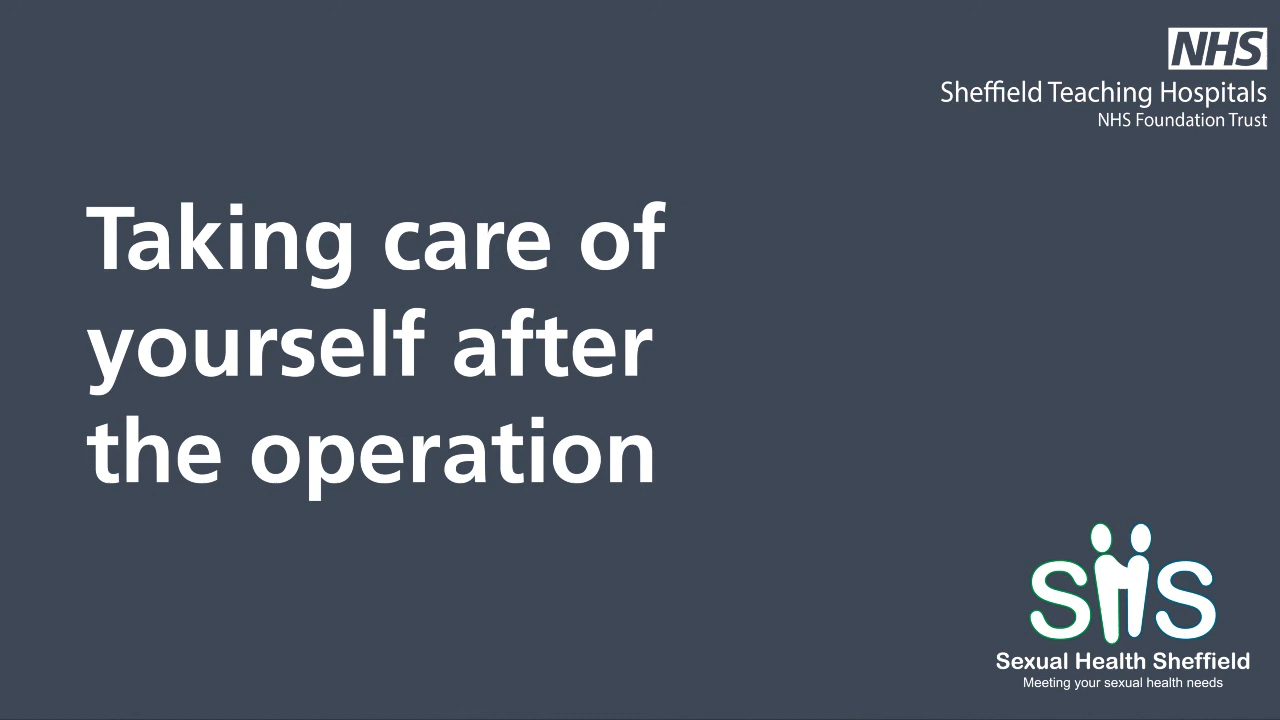 NHS
Sheffield Teaching Hospitals
NHS Foundation Trust
Taking care of
yourself after
the operation
SHS
Sexual Health Sheffield
Meeting your sexual health needs